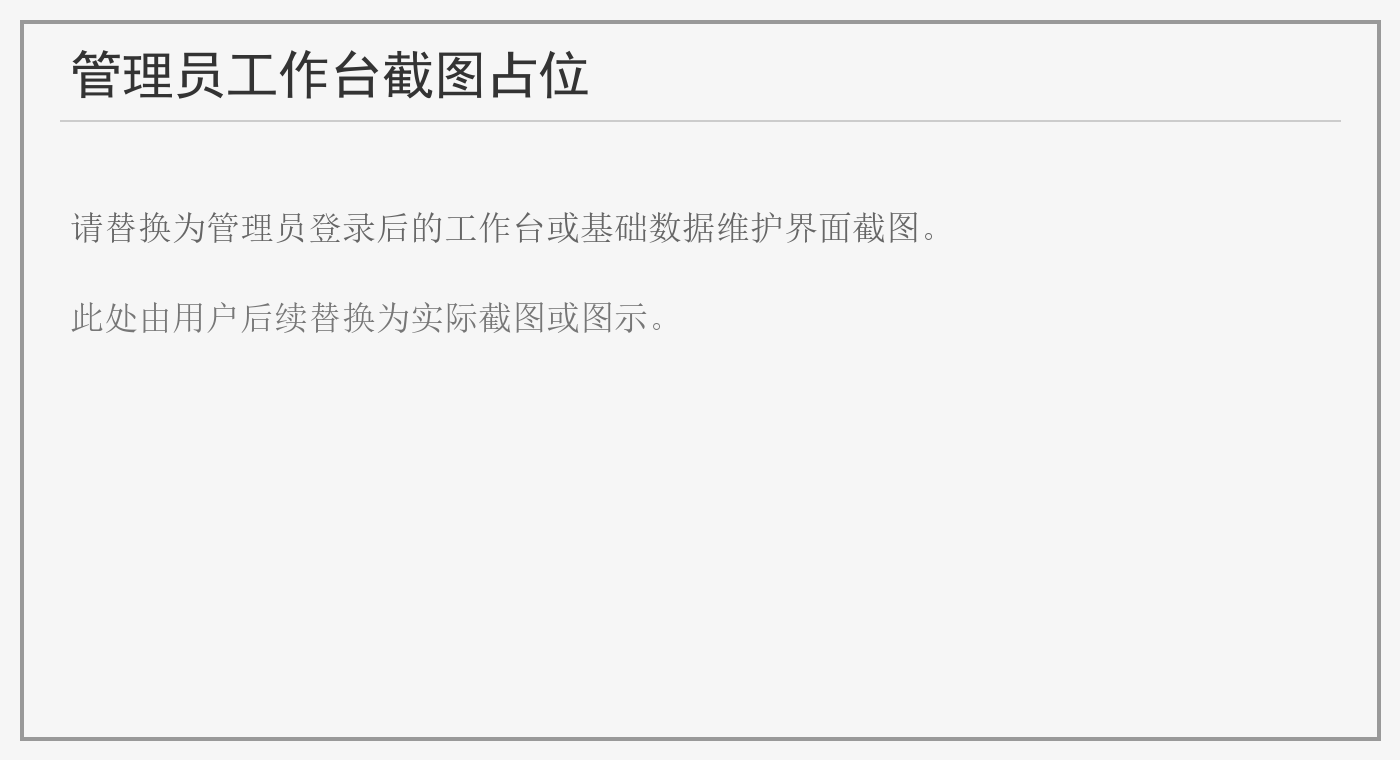 管理员工作台截图占位
请替换为管理员登录后的工作台或基础数据维护界面截图。
此处由用户后续替换为实际截图或图示。